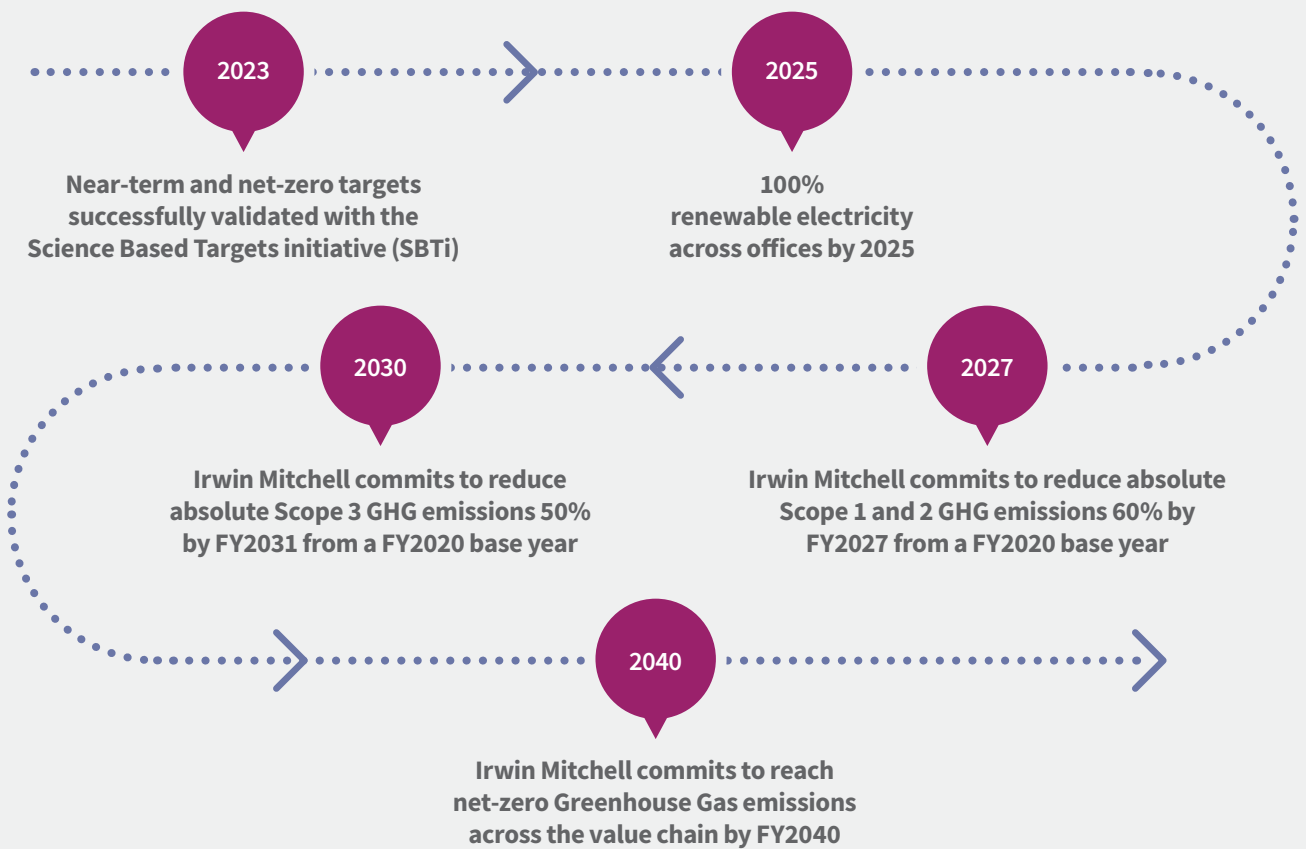 2023
Near-term and net-zero targets
successfully validated with the
Science Based Targets initiative (SBTi)
2025
100%
renewable electricity
across offices by 2025
2027
Irwin Mitchell commits to reduce absolute
Scope 1 and 2 GHG emissions 60% by
FY2027 from a FY2020 base year
2030
Irwin Mitchell commits to reduce
absolute Scope 3 GHG emissions 50%
by FY2031 from a FY2020 base year
2040
Irwin Mitchell commits to reach
net-zero Greenhouse Gas emissions
across the value chain by FY2040